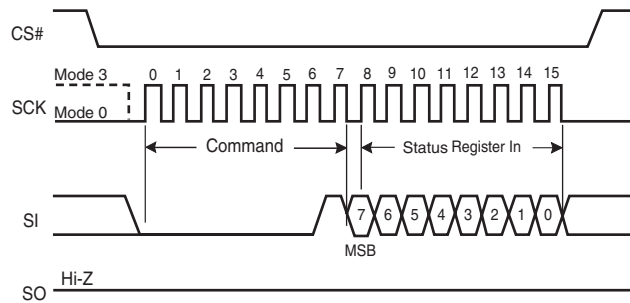 CS#
Mode 3
0 1 2 3 4 5 6 7 8 9 10 11 12 13 14 15
SCK
Mode 0
Command
Status Register In
SI
7 6 5 4 3 2 1 0
MSB
Hi-Z
SO